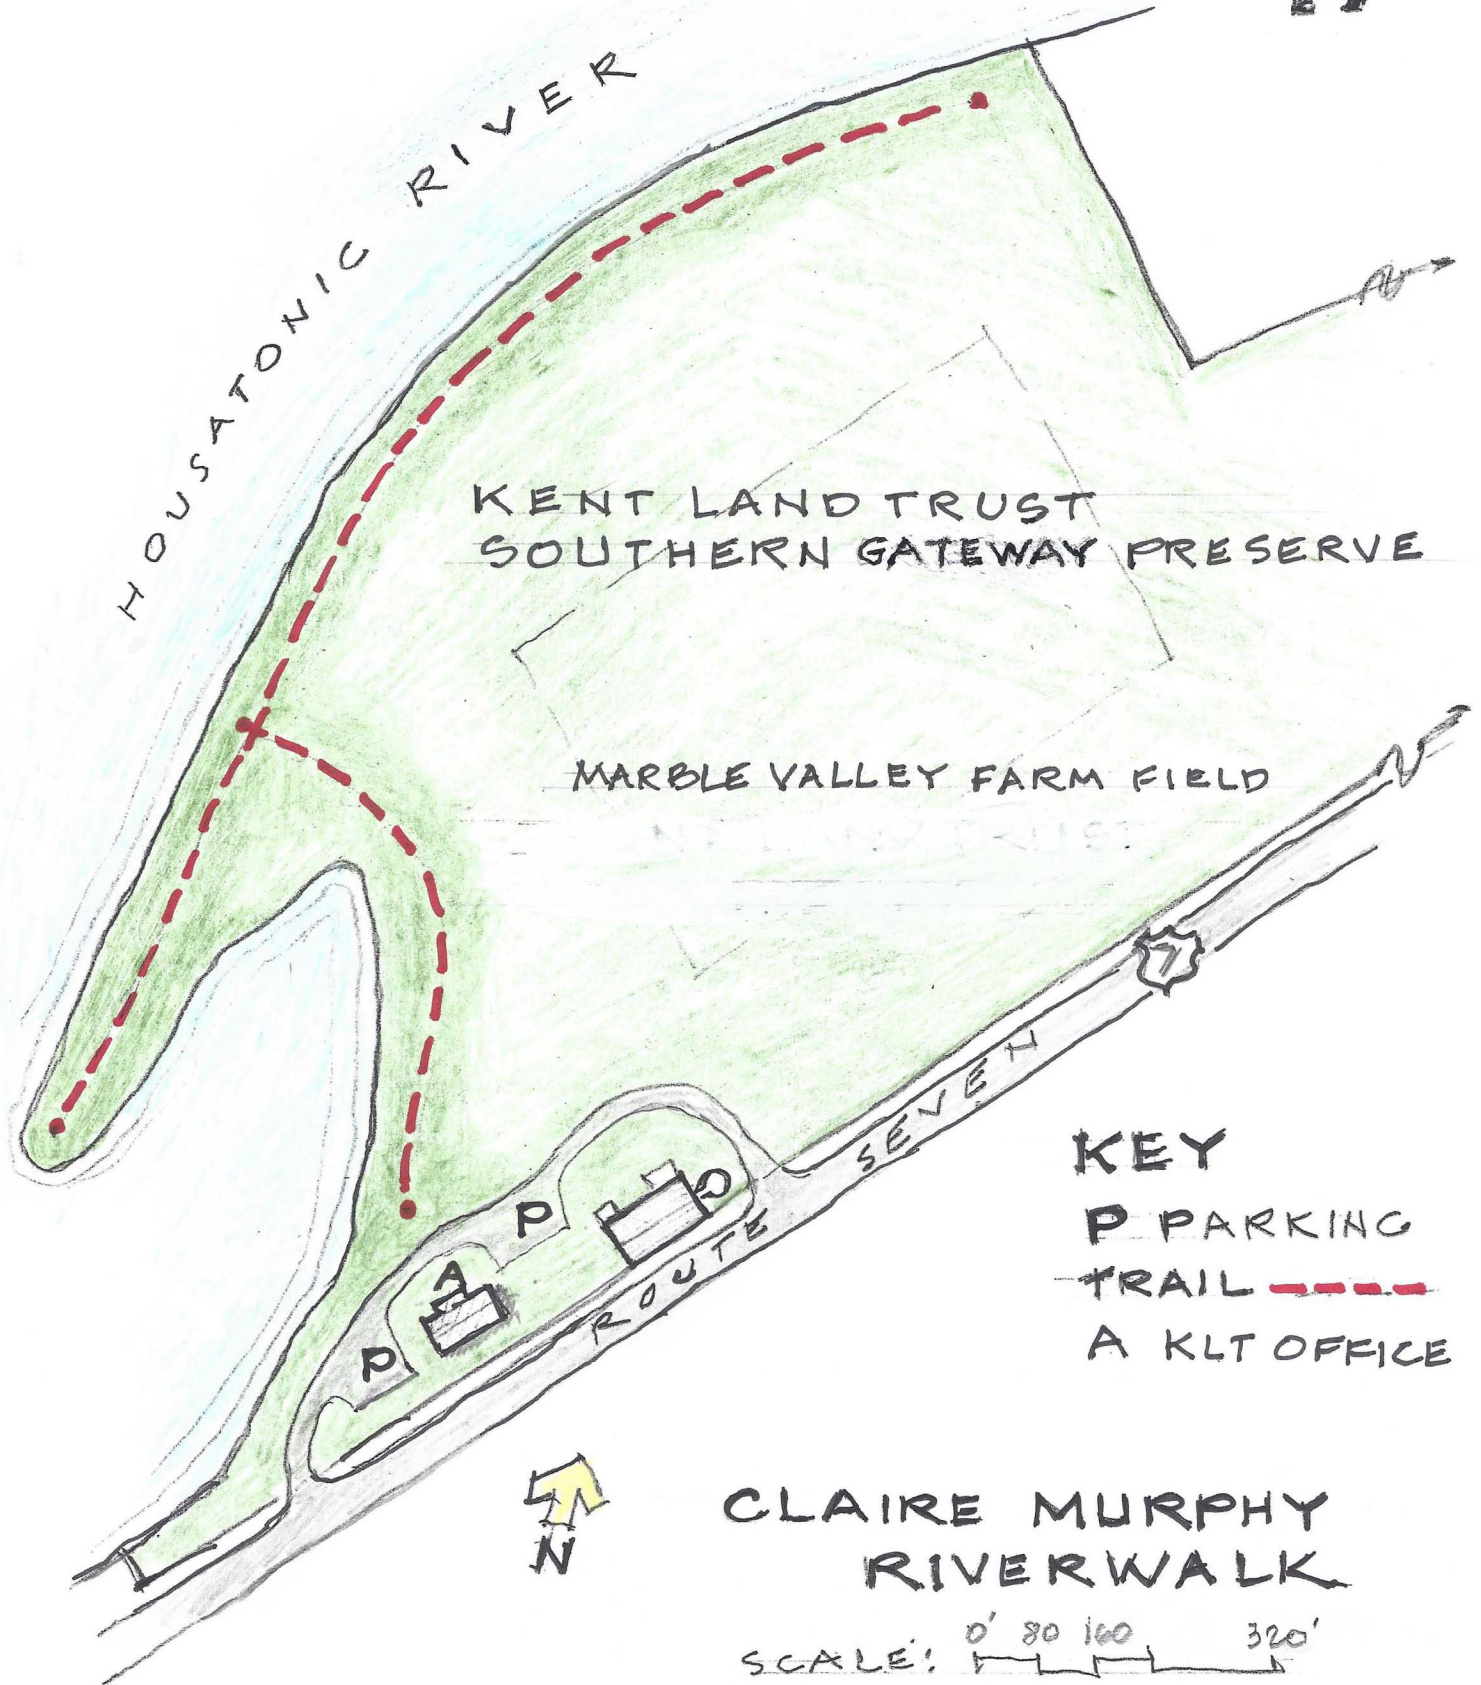 HOUSATONIC RIVER
KENT LAND TRUST
SOUTHERN GATEWAY PRESERVE
MARBLE VALLEY FARM FIELD
7
ROUTE SEVEN
P
A
P
KEY
P PARKING
TRAIL
A KLT OFFICE
N
CLAIRE MURPHY
RIVERWALK
SCALE: 0' 80 160 320'